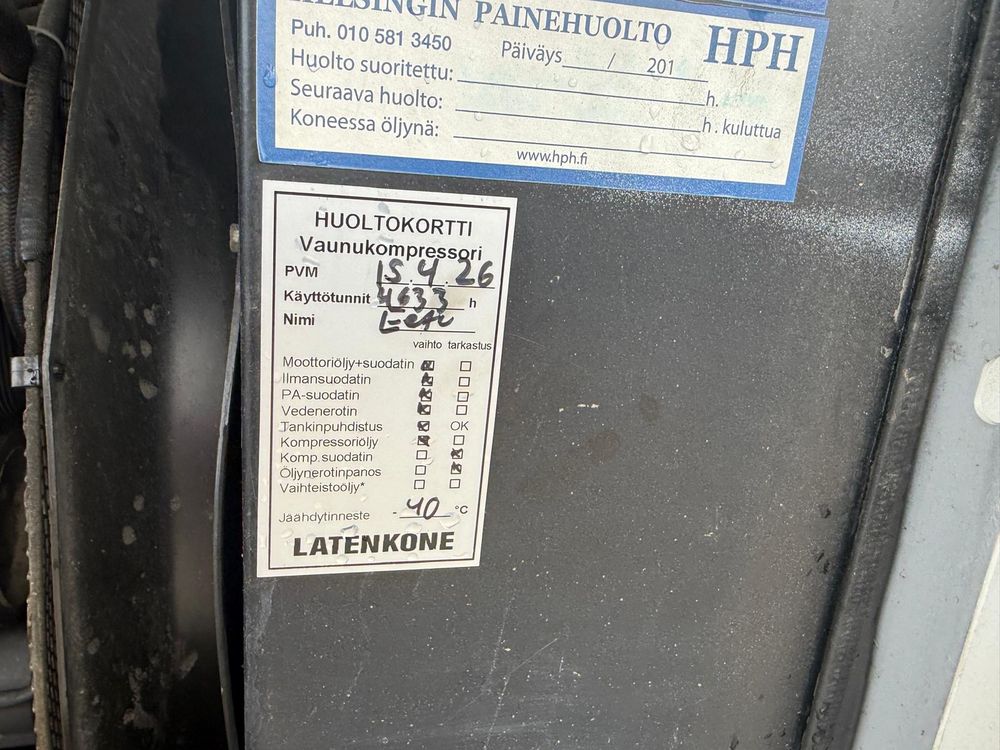 HELSINGIN PAINEHUOLTO HPH
Puh. 010 581 3450 Päiväys / 201
Huolto suoritettu: h.
Seuraava huolto: h. kuluttua
Koneessa öljynä:
www.hph.fi
HUOLTOKORTTI
Vaunukompressori
PVM 15.4.26
Käyttötunnit 4633 h
Nimi
vaihto tarkastus
Moottoriöljy+suodatin
Ilmansuodatin
PA-suodatin
Vedenerotin
Tankinpuhdistus OK
Kompressoriöljy
Komp.suodatin
Öljynerotinpanos
Vaihteistoöljy*
Jäähdytinneste -40 °C
LATENKONE